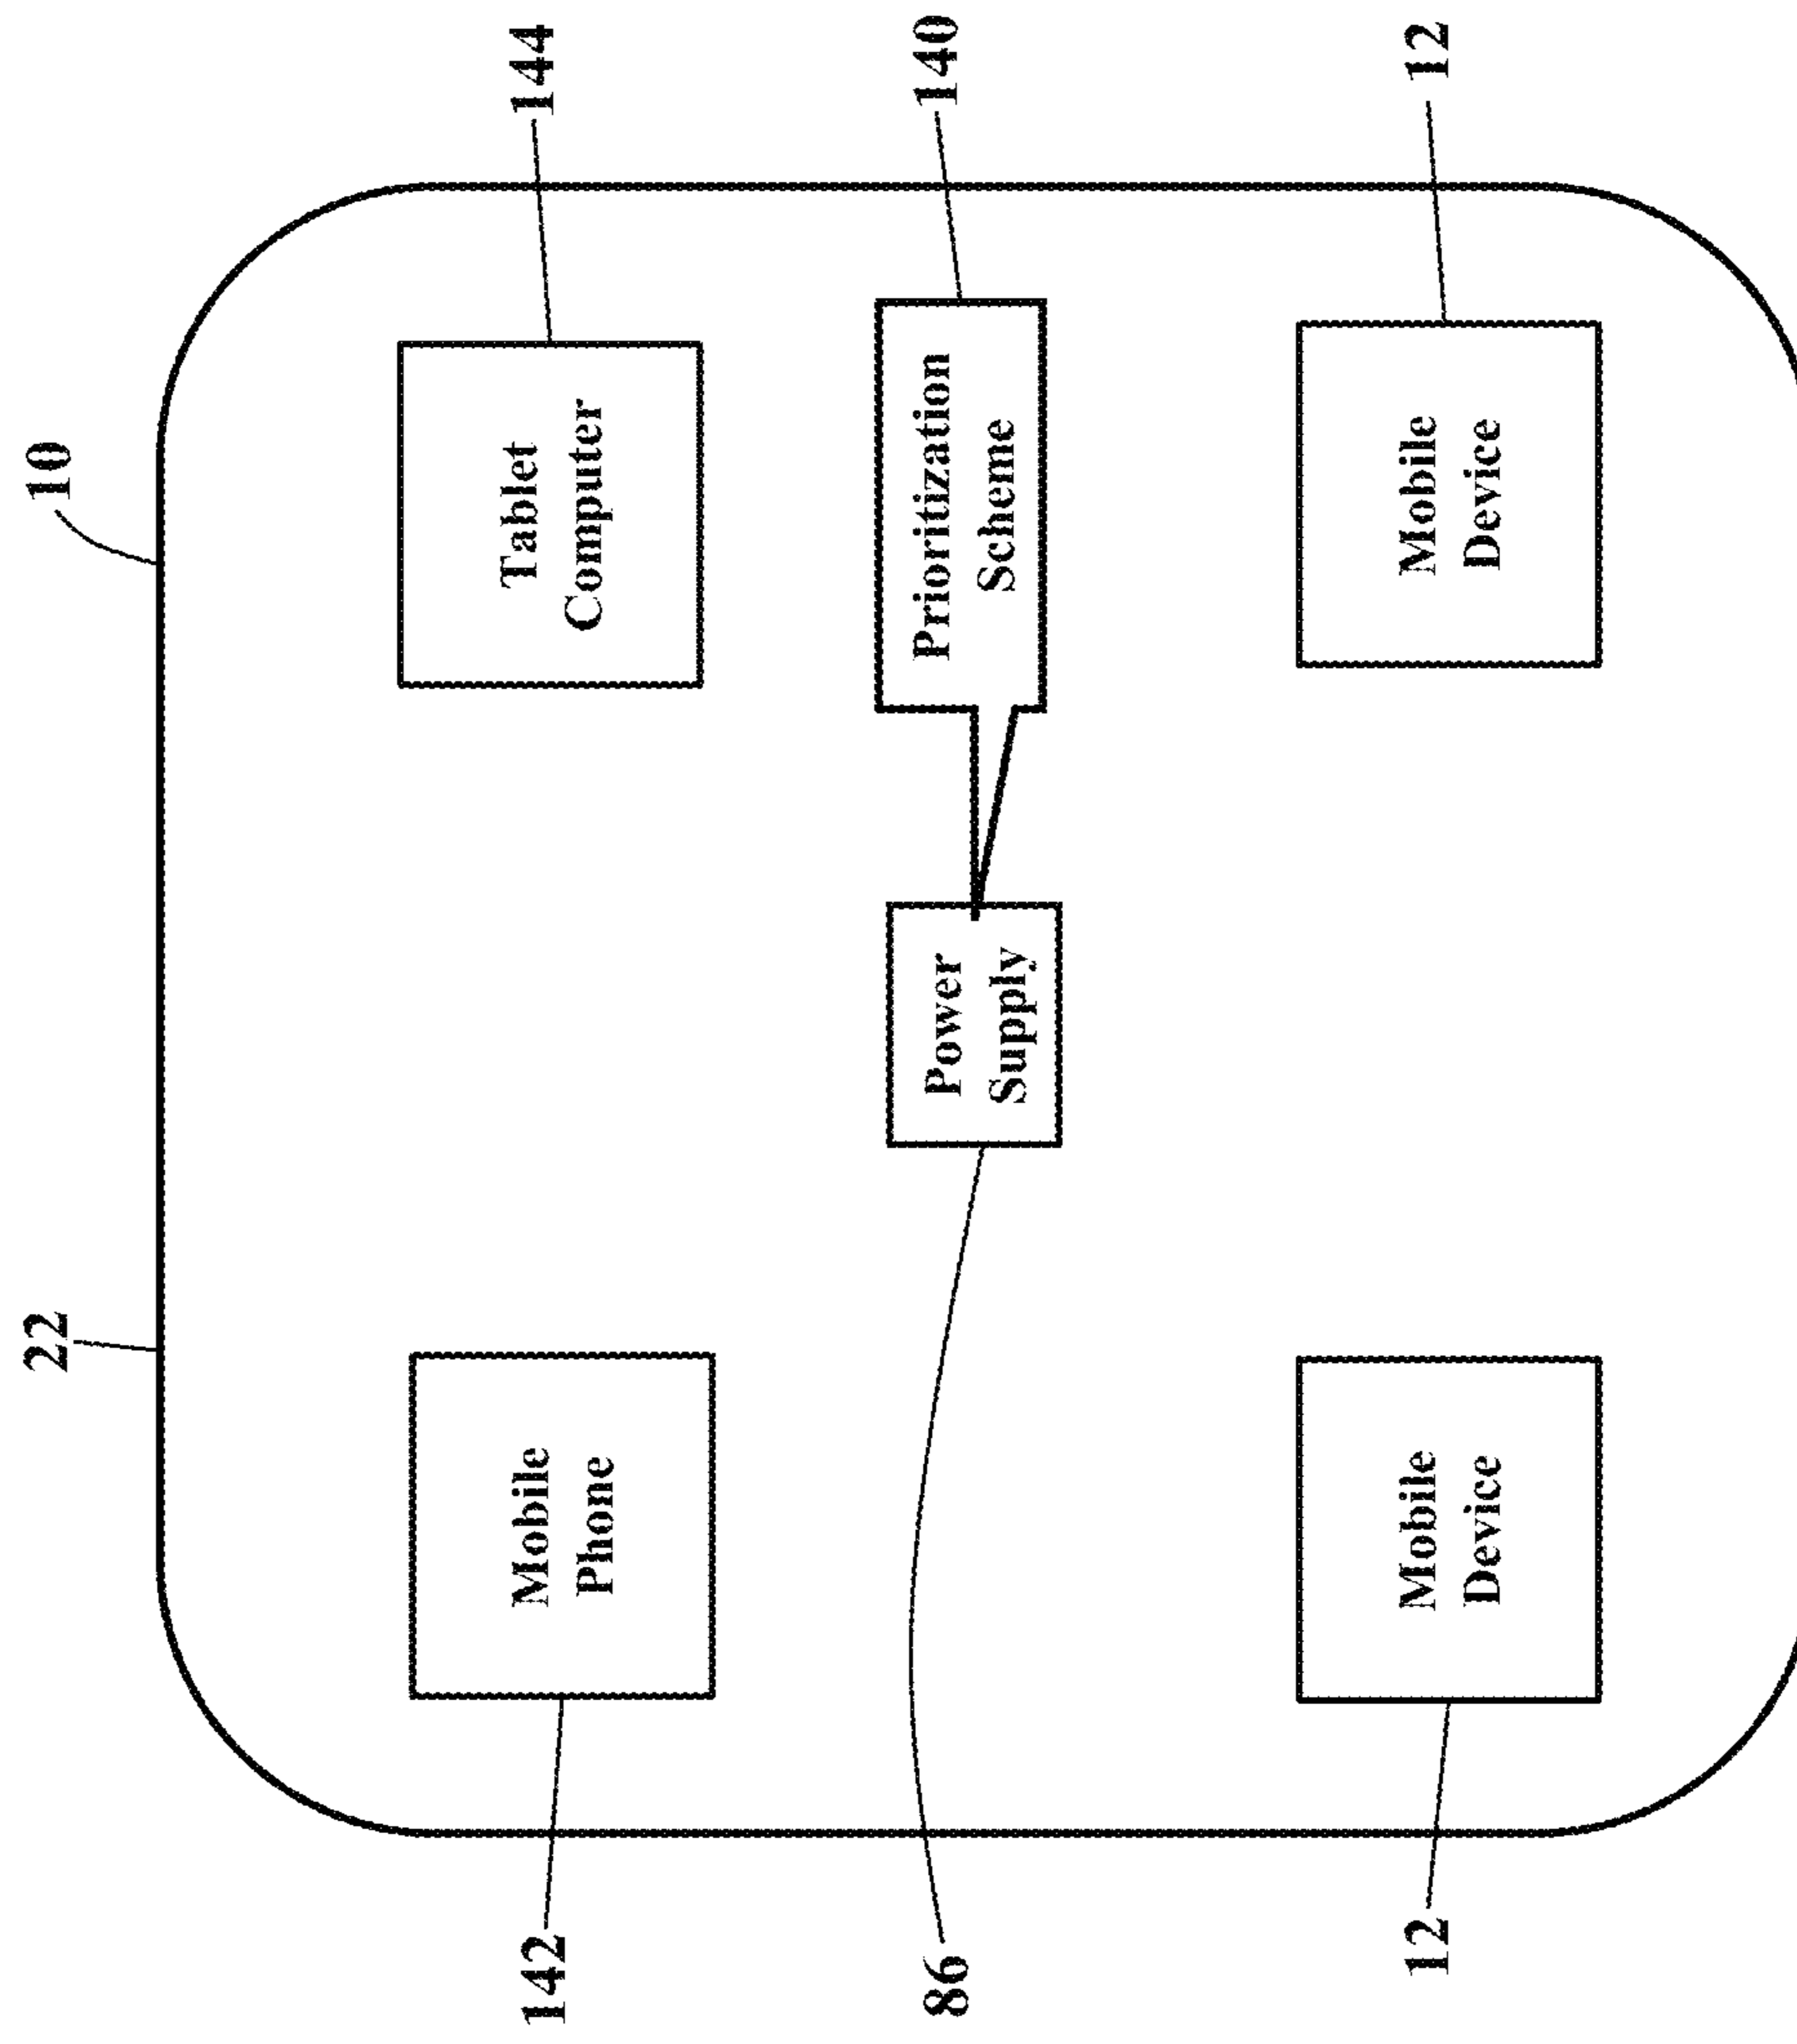 22
10
142
Mobile
Phone
Tablet
Computer
144
86
Power
Supply
Prioritization
Scheme
140
12
Mobile
Device
Mobile
Device
12